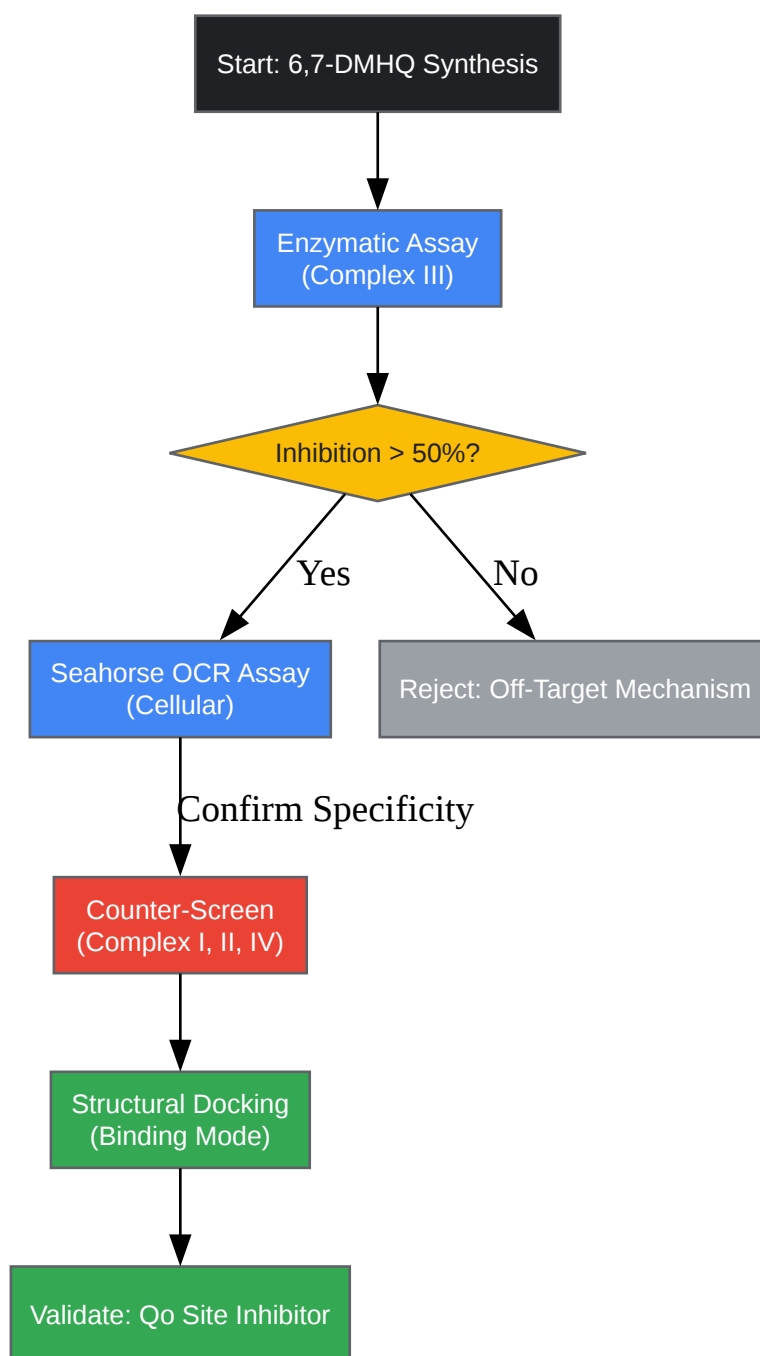 Start: 6,7-DMHQ Synthesis
Enzymatic Assay
(Complex III)
Inhibition > 50%?
Yes
No
Seahorse OCR Assay
(Cellular)
Reject: Off-Target Mechanism
Confirm Specificity
Counter-Screen
(Complex I, II, IV)
Structural Docking
(Binding Mode)
Validate: Qo Site Inhibitor